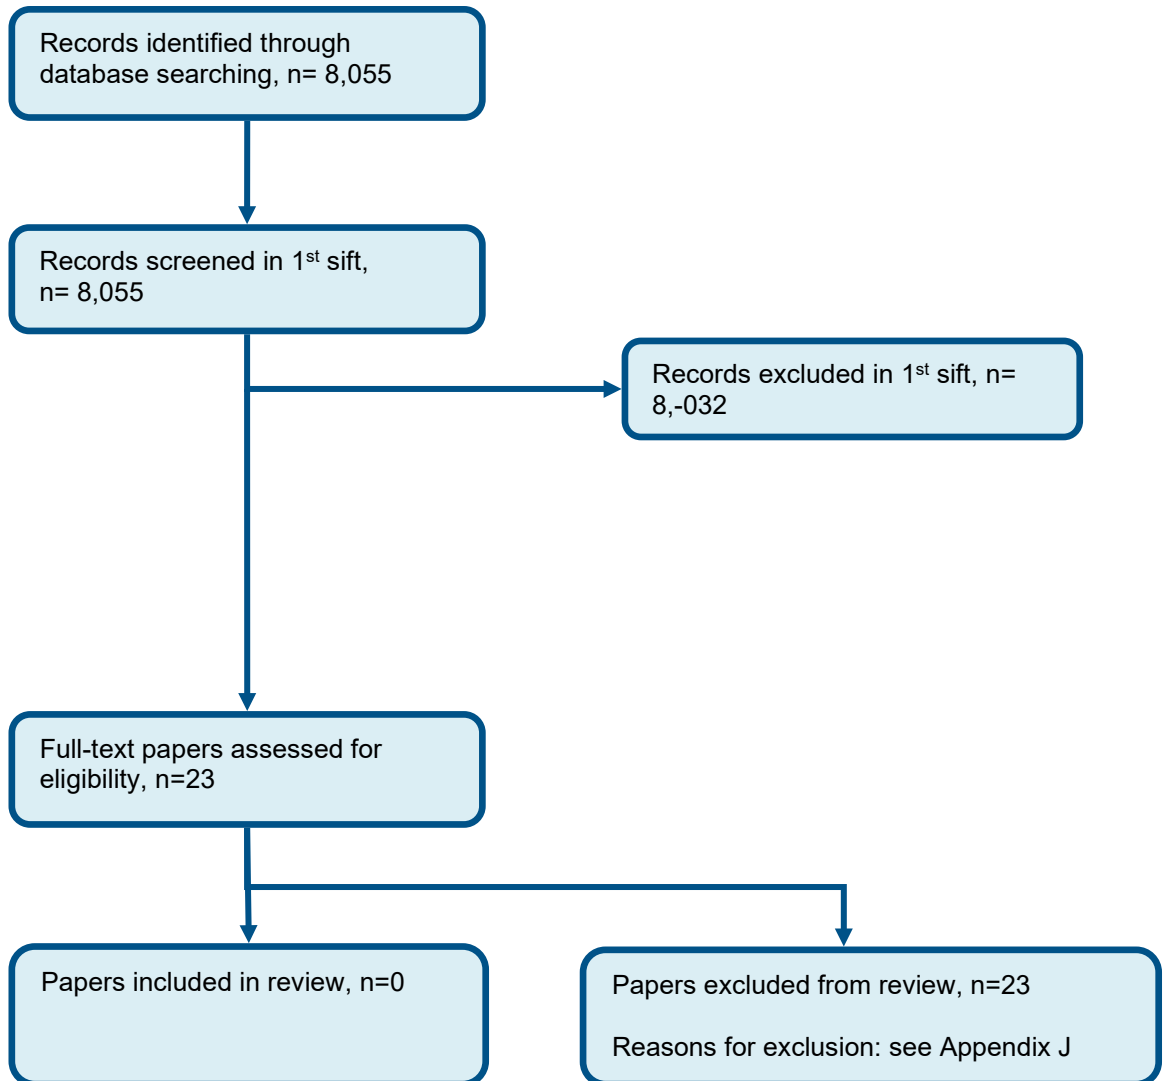 Records identified through
database searching, n= 8,055
Records screened in 1st sift,
n= 8,055
Records excluded in 1st sift, n=
8,-032
Full-text papers assessed for
eligibility, n=23
Papers included in review, n=0
Papers excluded from review, n=23
Reasons for exclusion: see Appendix J